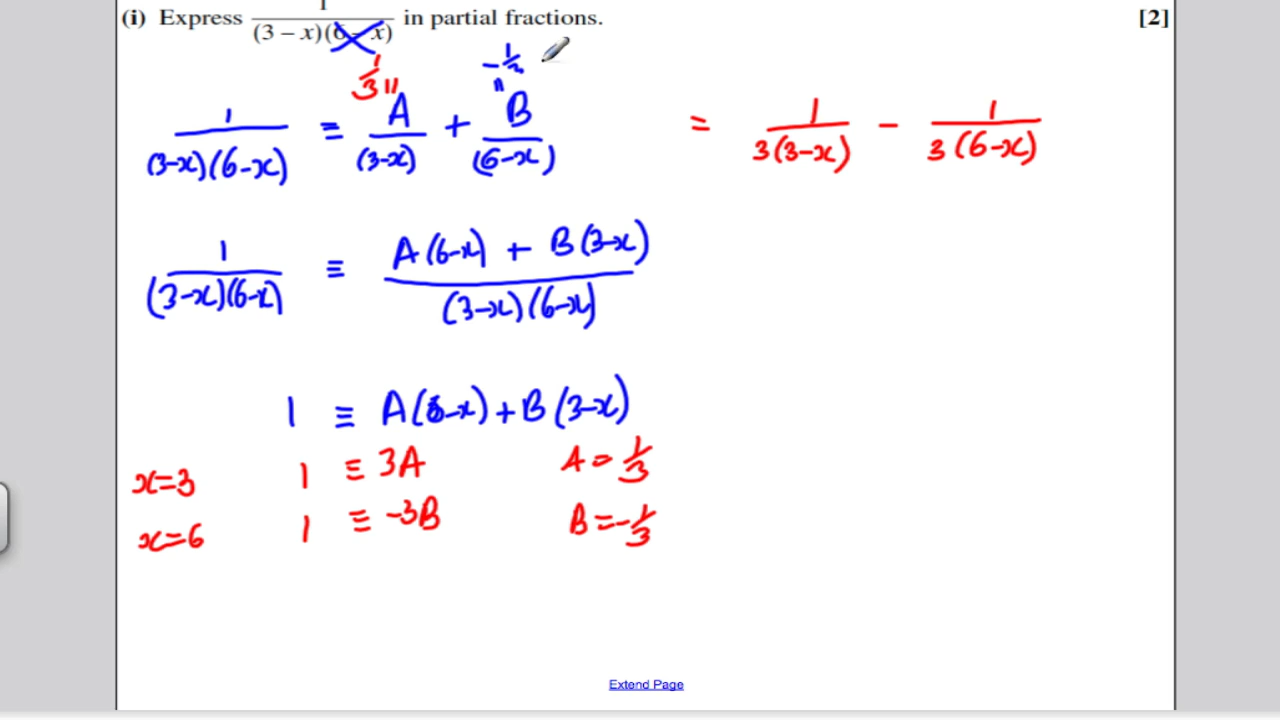 (i) Express 1/((3 – x)(6 – x)) in partial fractions. [2]
1/3 -1/3
11 11
1/((3-x)(6-x)) ≡ A/(3-x) + B/(6-x) = 1/(3(3-x)) - 1/(3(6-x))
1/((3-x)(6-x)) ≡ (A(6-x) + B(3-x))/((3-x)(6-x))
1 ≡ A(6-x) + B(3-x)
x=3 1 ≡ 3A A = 1/3
x=6 1 ≡ -3B B = -1/3
Extend Page